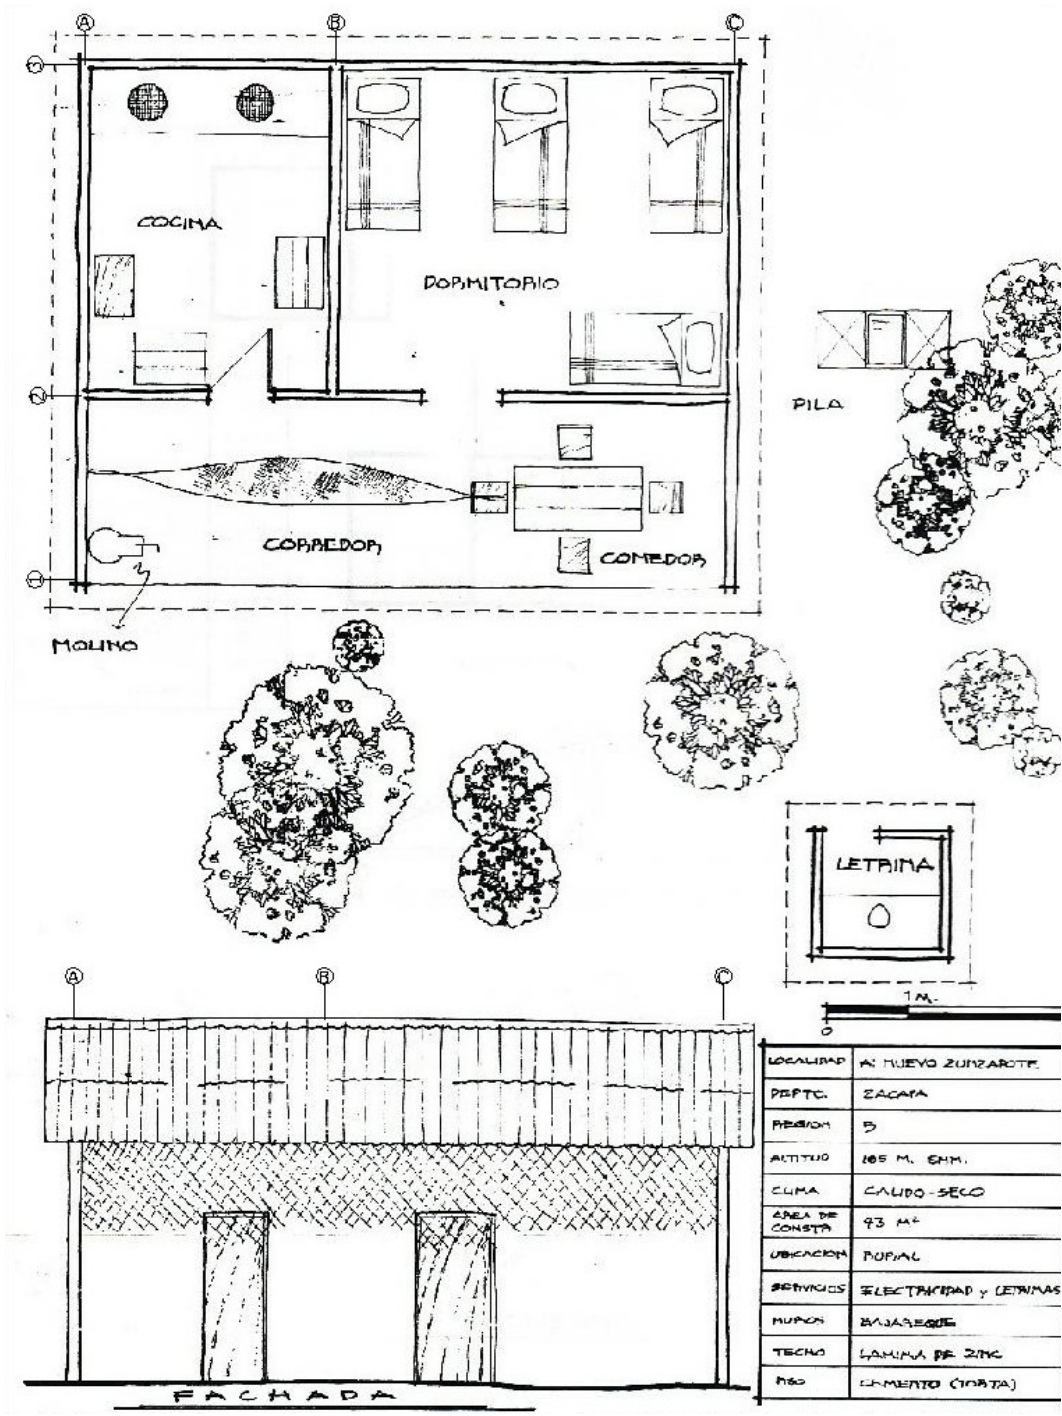 A B C
3
COCINA
DORMITORIO
2
PILA
CORREDOR
COMEDOR
1
MOLINO
LETRINA
A B C
1 M.
0
LOCALIDAD A: NUEVO ZUNZAPOTE
DEPTO. ZACAPA
REGION
ALTITUD 185 M. SNM.
CLIMA CALIDO-SECO
AREA DE CONSTR. M²
UBICACION RURAL
SERVICIOS ELECTRICIDAD y LETRINAS
MUROS BAJAREQUE
TECHO LAMINA DE ZINC
PISO CEMENTO (TORTA)
FACHADA